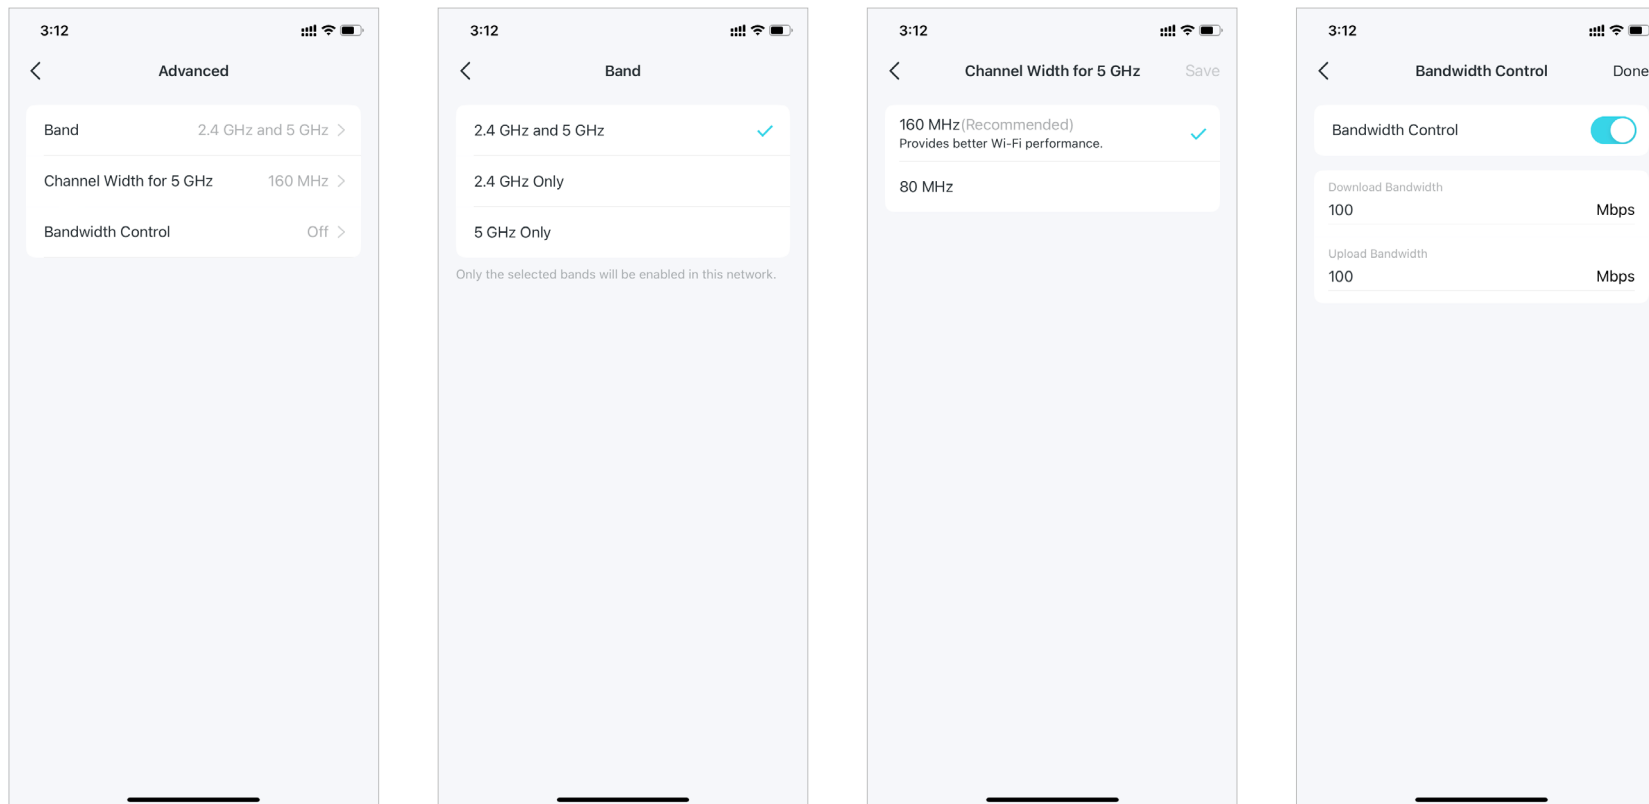 3:12
Advanced
Band 2.4 GHz and 5 GHz
Channel Width for 5 GHz 160 MHz
Bandwidth Control Off
3:12
Band
2.4 GHz and 5 GHz
2.4 GHz Only
5 GHz Only
Only the selected bands will be enabled in this network.
3:12
Channel Width for 5 GHz Save
160 MHz(Recommended)
Provides better Wi-Fi performance.
80 MHz
3:12
Bandwidth Control Done
Bandwidth Control
Download Bandwidth
100 Mbps
Upload Bandwidth
100 Mbps